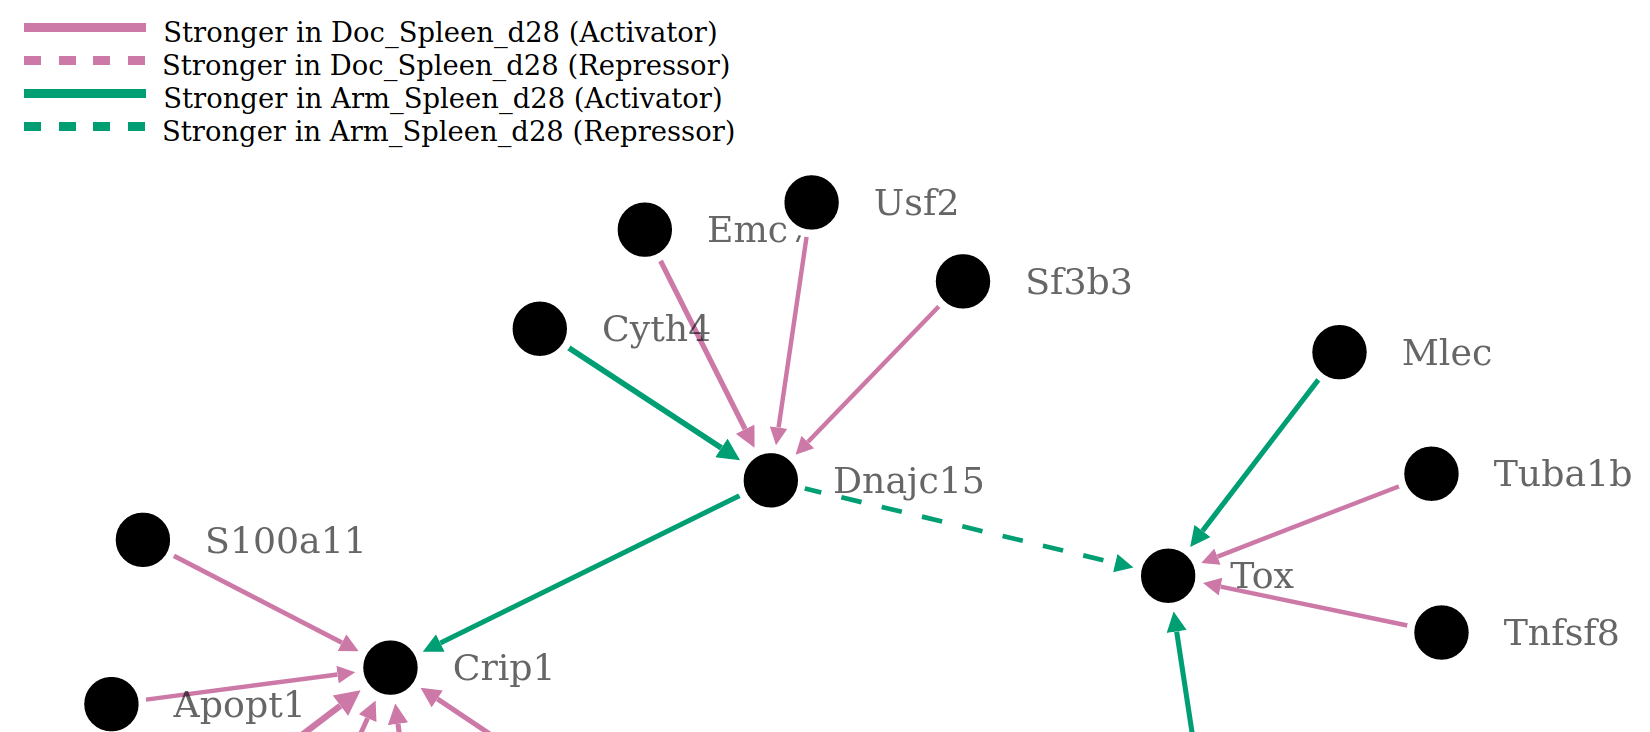 Stronger in Doc_Spleen_d28 (Activator)
Stronger in Doc_Spleen_d28 (Repressor)
Stronger in Arm_Spleen_d28 (Activator)
Stronger in Arm_Spleen_d28 (Repressor)
Usf2
Emc7
Sf3b3
Cyth4
Mlec
Tuba1b
Dnajc15
S100a11
Tox
Tnfsf8
Crip1
Apopt1